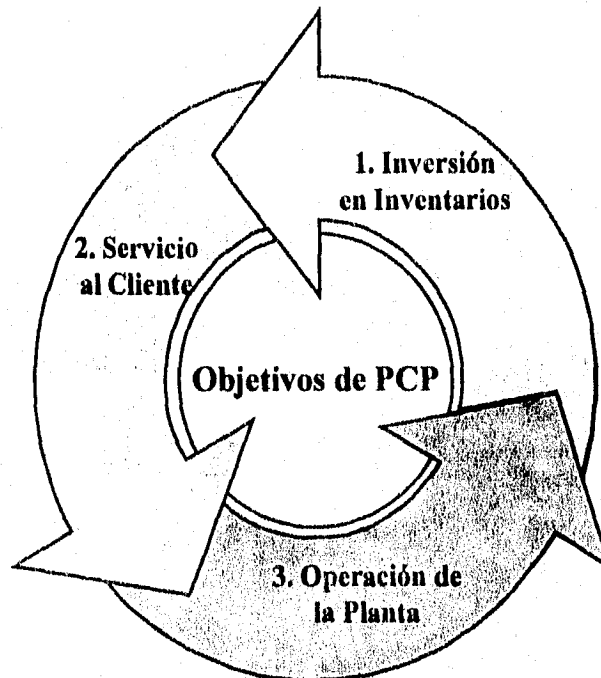 1. Inversión
en Inventarios
2. Servicio
al Cliente
Objetivos de PCP
3. Operación de
la Planta